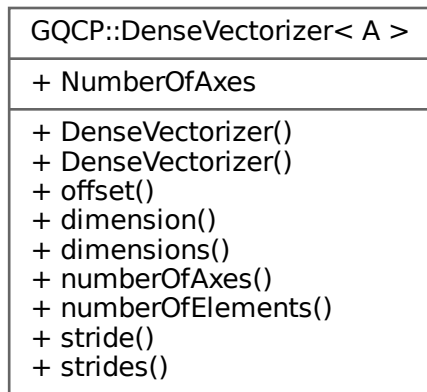 GQCP::DenseVectorizer< A >
+ NumberOfAxes
+ DenseVectorizer()
+ DenseVectorizer()
+ offset()
+ dimension()
+ dimensions()
+ numberOfAxes()
+ numberOfElements()
+ stride()
+ strides()